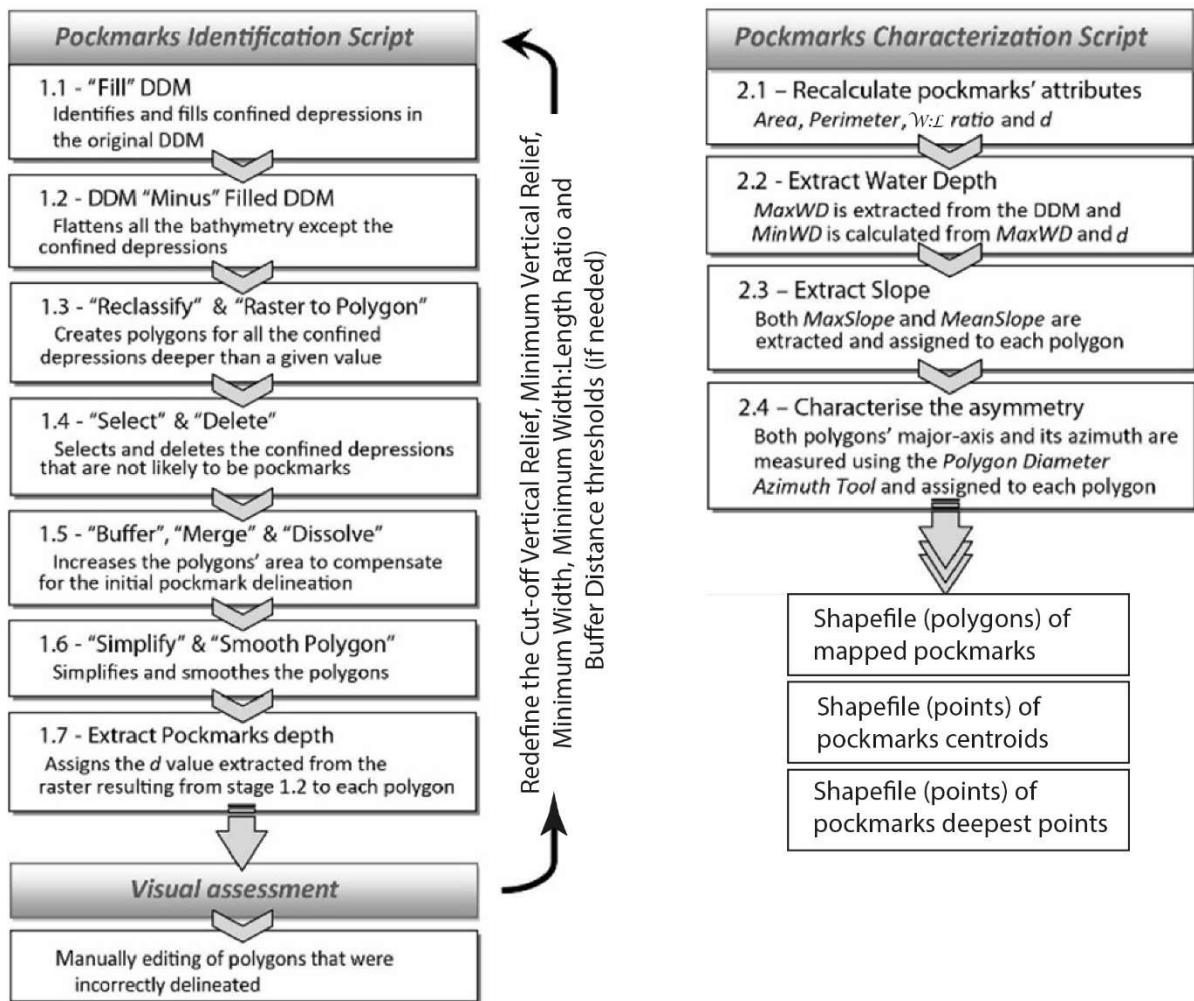 Pockmarks Identification Script
1.1 - “Fill” DDM
Identifies and fills confined depressions in
the original DDM
1.2 - DDM “Minus” Filled DDM
Flattens all the bathymetry except the
confined depressions
1.3 - “Reclassify” & “Raster to Polygon”
Creates polygons for all the confined
depressions deeper than a given value
1.4 - “Select” & “Delete”
Selects and deletes the confined depressions
that are not likely to be pockmarks
1.5 - “Buffer”, “Merge” & “Dissolve”
Increases the polygons’ area to compensate
for the initial pockmark delineation
1.6 - “Simplify” & “Smooth Polygon”
Simplifies and smoothes the polygons
1.7 - Extract Pockmarks depth
Assigns the d value extracted from the
raster resulting from stage 1.2 to each polygon
Visual assessment
Manually editing of polygons that were
incorrectly delineated
Redefine the Cut-off Vertical Relief, Minimum Vertical Relief,
Minimum Width, Minimum Width:Length Ratio and
Buffer Distance thresholds (if needed)
Pockmarks Characterization Script
2.1 – Recalculate pockmarks’ attributes
Area, Perimeter, W:L ratio and d
2.2 - Extract Water Depth
MaxWD is extracted from the DDM and
MinWD is calculated from MaxWD and d
2.3 – Extract Slope
Both MaxSlope and MeanSlope are
extracted and assigned to each polygon
2.4 – Characterise the asymmetry
Both polygons’ major-axis and its azimuth are
measured using the Polygon Diameter
Azimuth Tool and assigned to each polygon
Shapefile (polygons) of
mapped pockmarks
Shapefile (points) of
pockmarks centroids
Shapefile (points) of
pockmarks deepest points